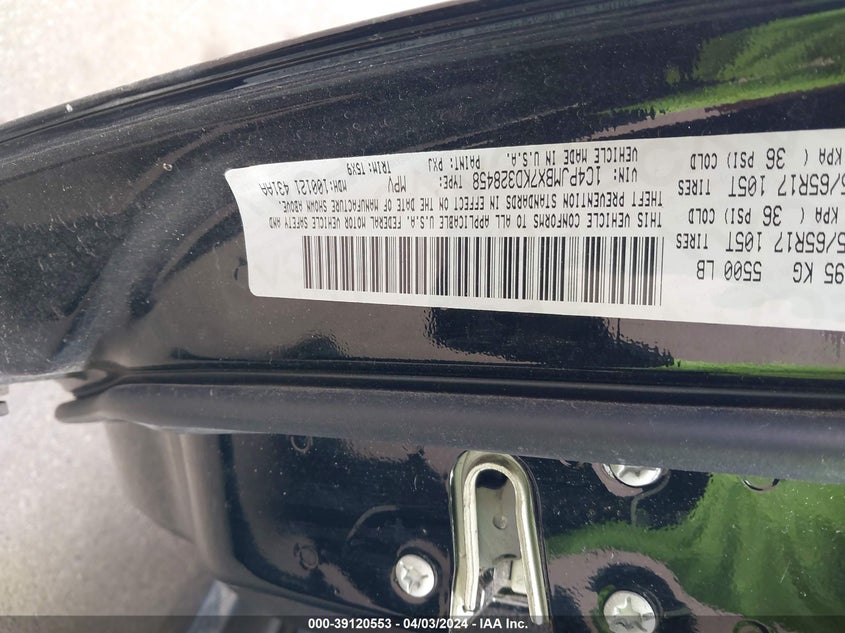 95 KG 5500 LB
5/65R17 105T TIRES
KPA ( 36 PSI) COLD
5/65R17 105T TIRES
KPA ( 36 PSI) COLD
THIS VEHICLE CONFORMS TO ALL APPLICABLE U.S.A. FEDERAL MOTOR VEHICLE SAFETY AND
THEFT PREVENTION STANDARDS IN EFFECT ON THE DATE OF MANUFACTURE SHOWN ABOVE.
VIN: 1C4PJMBXXKD328458 TYPE: MPV MDH: 100121 431AA
VEHICLE MADE IN U.S.A. PAINT: PXJ TRIM: T5X9
000-39120553 - 04/03/2024 - IAA Inc.